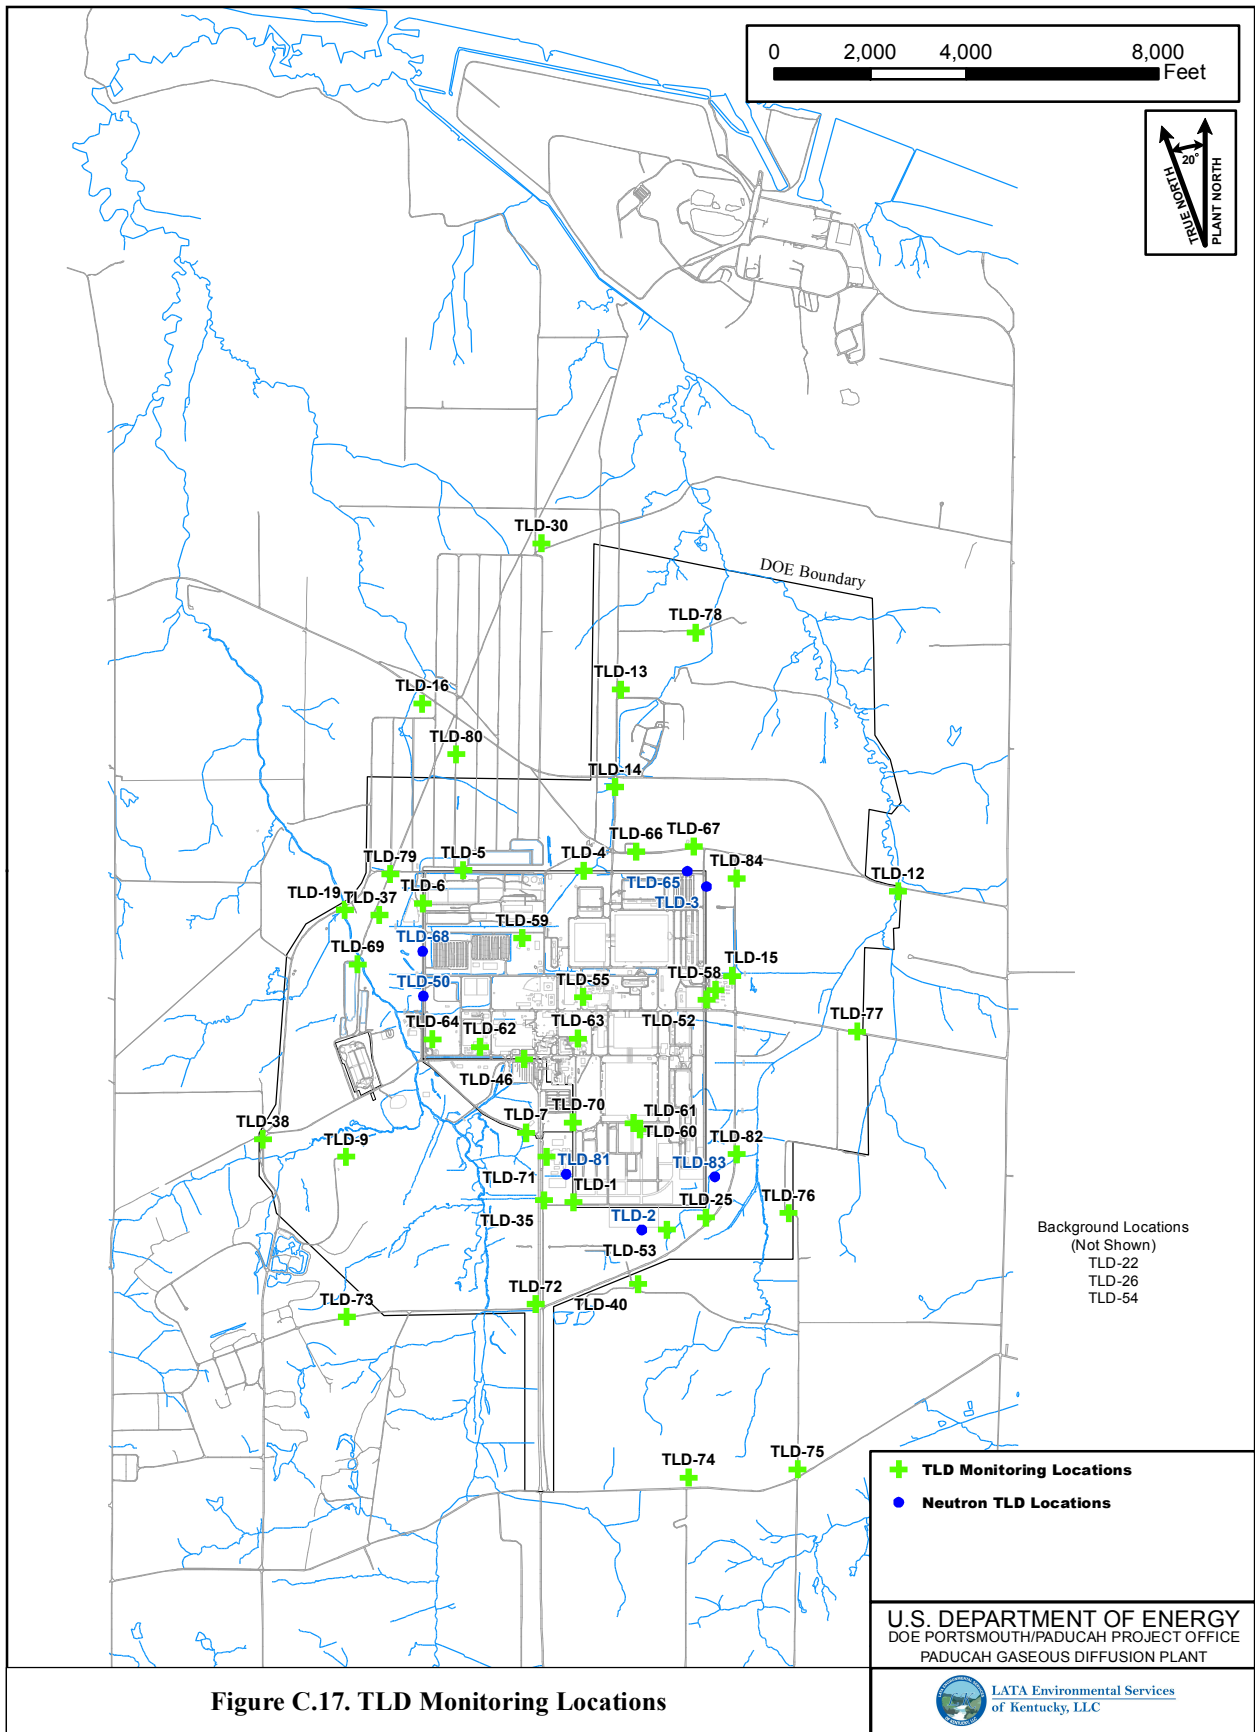 0 2,000 4,000 8,000
Feet
20°
TRUE NORTH
PLANT NORTH
TLD-30
DOE Boundary
TLD-78
TLD-13
TLD-16
TLD-80
TLD-14
TLD-66
TLD-67
TLD-79
TLD-5
TLD-4
TLD-84
TLD-12
TLD-65
TLD-6
TLD-19
TLD-37
TLD-3
TLD-59
TLD-68
TLD-69
TLD-15
TLD-50
TLD-55
TLD-58
TLD-64
TLD-62
TLD-63
TLD-52
TLD-77
TLD-46
TLD-70
TLD-61
TLD-38
TLD-7
TLD-60
TLD-9
TLD-82
TLD-81
TLD-83
TLD-71
TLD-1
TLD-76
TLD-35
TLD-2
TLD-25
TLD-53
TLD-73
TLD-72
TLD-40
Background Locations
(Not Shown)
TLD-22
TLD-26
TLD-54
TLD-74
TLD-75
TLD Monitoring Locations
Neutron TLD Locations
U.S. DEPARTMENT OF ENERGY
DOE PORTSMOUTH/PADUCAH PROJECT OFFICE
PADUCAH GASEOUS DIFFUSION PLANT
Figure C.17. TLD Monitoring Locations
LATA Environmental Services
of Kentucky, LLC